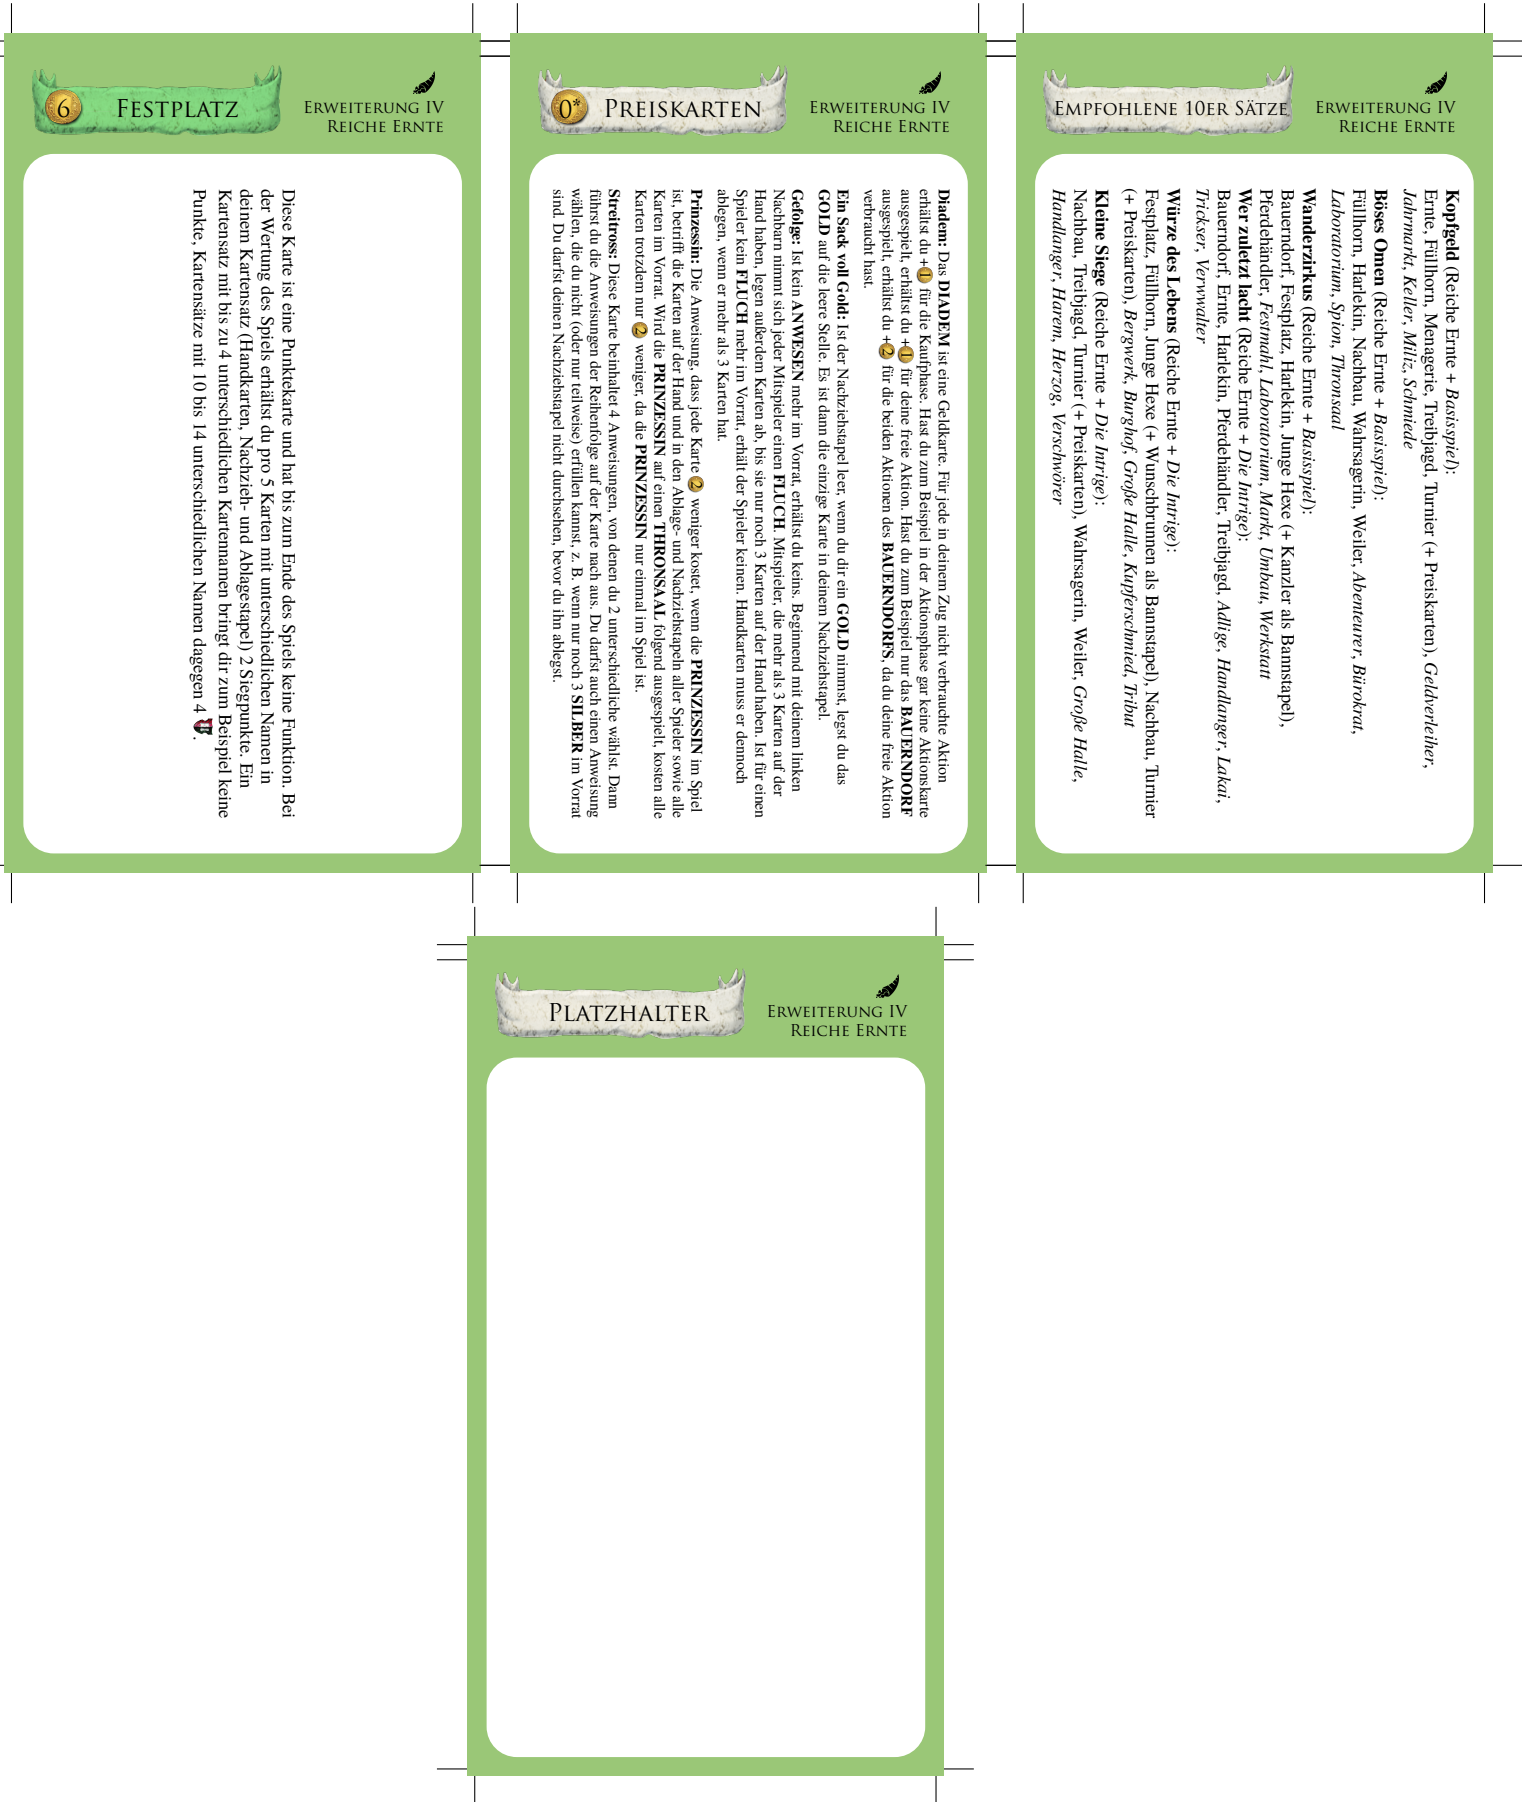 6 FESTPLATZ
ERWEITERUNG IV
REICHE ERNTE
Diese Karte ist eine Punktekarte und hat bis zum Ende des Spiels keine Funktion. Bei
der Wertung des Spiels erhältst du pro 5 Karten mit unterschiedlichen Namen in
deinem Kartensatz (Handkarten, Nachzieh- und Ablagestapel) 2 Siegpunkte. Ein
Kartensatz mit bis zu 4 unterschiedlichen Kartennamen bringt dir zum Beispiel keine
Punkte, Kartensätze mit 10 bis 14 unterschiedlichen Namen dagegen 4 .
0* PREISKARTEN
ERWEITERUNG IV
REICHE ERNTE
Diadem: Das DIADEM ist eine Geldkarte. Für jede in deinem Zug nicht verbrauchte Aktion
erhältst du +1 für die Kaufphase. Hast du zum Beispiel in der Aktionsphase gar keine Aktionskarte
ausgespielt, erhältst du +1 für deine freie Aktion. Hast du zum Beispiel nur das BAUERNDORF
ausgespielt, erhältst du +2 für die beiden Aktionen des BAUERNDORFS, da du deine freie Aktion
verbraucht hast.
Ein Sack voll Gold: Ist der Nachziehstapel leer, wenn du dir ein GOLD nimmst, legst du das
GOLD auf die leere Stelle. Es ist dann die einzige Karte in deinem Nachziehstapel.
Gefolge: Ist kein ANWESEN mehr im Vorrat, erhältst du keins. Beginnend mit deinem linken
Nachbarn nimmt sich jeder Mitspieler einen FLUCH. Mitspieler, die mehr als 3 Karten auf der
Hand haben, legen außerdem Karten ab, bis sie nur noch 3 Karten auf der Hand haben. Ist für einen
Spieler kein FLUCH mehr im Vorrat, erhält der Spieler keinen. Handkarten muss er dennoch
ablegen, wenn er mehr als 3 Karten hat.
Prinzessin: Die Anweisung, dass jede Karte 2 weniger kostet, wenn die PRINZESSIN im Spiel
ist, betrifft die Karten auf der Hand und in den Ablage- und Nachziehstapeln aller Spieler sowie alle
Karten im Vorrat. Wird die PRINZESSIN auf einen THRONSAAL folgend ausgespielt, kosten alle
Karten trotzdem nur 2 weniger, da die PRINZESSIN nur einmal im Spiel ist.
Streitross: Diese Karte beinhaltet 4 Anweisungen, von denen du 2 unterschiedliche wählst. Dann
führst du die Anweisungen der Reihenfolge auf der Karte nach aus. Du darfst auch einen Anweisung
wählen, die du nicht (oder nur teilweise) erfüllen kannst, z. B. wenn nur noch 3 SILBER im Vorrat
sind. Du darfst deinen Nachziehstapel nicht durchsehen, bevor du ihn ablegst.
EMPFOHLENE 10ER SÄTZE
ERWEITERUNG IV
REICHE ERNTE
Kopfgeld (Reiche Ernte + Basisspiel):
Ernte, Füllhorn, Menagerie, Treibjagd, Turnier (+ Preiskarten), Geldverleiher,
Jahrmarkt, Keller, Miliz, Schmiede
Böses Omen (Reiche Ernte + Basisspiel):
Füllhorn, Harlekin, Nachbau, Wahrsagerin, Weiler, Abenteurer, Bürokrat,
Laboratorium, Spion, Thronsaal
Wanderzirkus (Reiche Ernte + Basisspiel):
Bauerndorf, Festplatz, Harlekin, Junge Hexe (+ Kanzler als Bannstapel),
Pferdehändler, Festmahl, Laboratorium, Markt, Umbau, Werkstatt
Wer zuletzt lacht (Reiche Ernte + Die Intrige):
Bauerndorf, Ernte, Harlekin, Pferdehändler, Treibjagd, Adlige, Handlanger, Lakai,
Trickser, Verwwalter
Würze des Lebens (Reiche Ernte + Die Intrige):
Festplatz, Füllhorn, Junge Hexe (+ Wunschbrunnen als Bannstapel), Nachbau, Turnier
(+ Preiskarten), Bergwerk, Burghof, Große Halle, Kupferschmied, Tribut
Kleine Siege (Reiche Ernte + Die Intrige):
Nachbau, Treibjagd, Turnier (+ Preiskarten), Wahrsagerin, Weiler, Große Halle,
Handlanger, Harem, Herzog, Verschwörer
PLATZHALTER
ERWEITERUNG IV
REICHE ERNTE